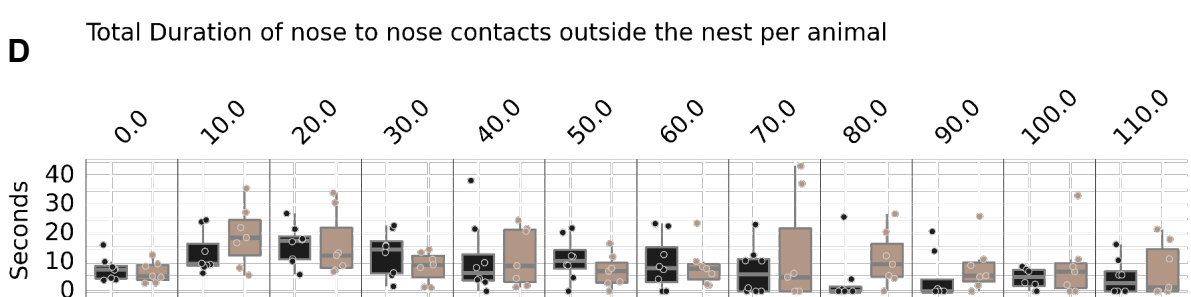 Total Duration of nose to nose contacts outside the nest per animal
D
0.0 10.0 20.0 30.0 40.0 50.0 60.0 70.0 80.0 90.0 100.0 110.0
Seconds
40
30
20
10
0